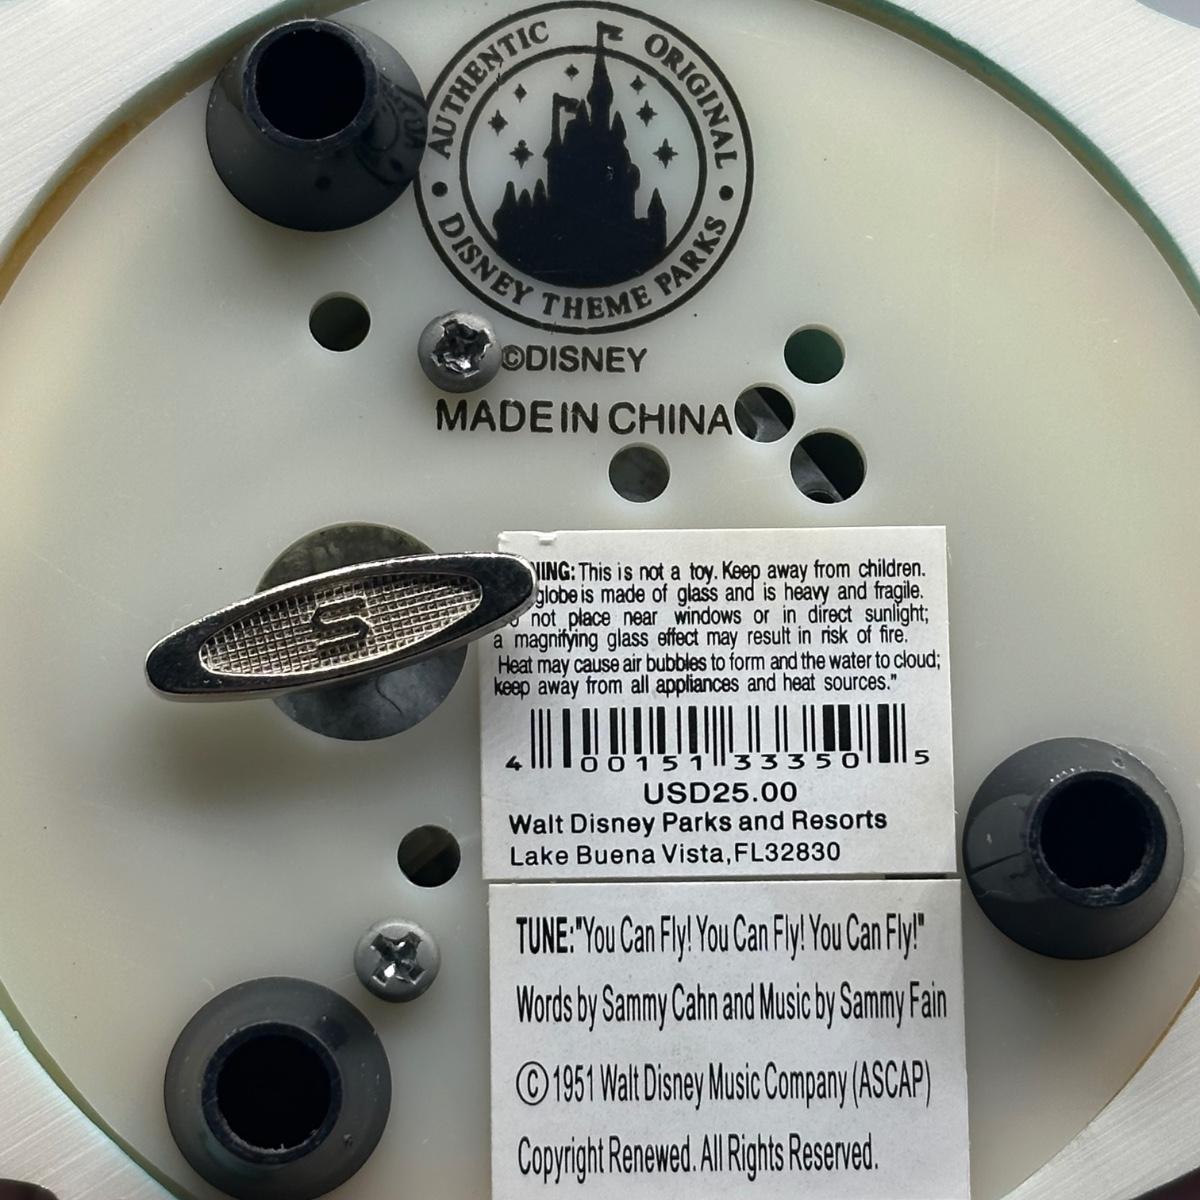 AUTHENTIC ORIGINAL
DISNEY THEME PARKS
©DISNEY
MADE IN CHINA
S
NING: This is not a toy. Keep away from children.
globe is made of glass and is heavy and fragile.
not place near windows or in direct sunlight;
a magnifying glass effect may result in risk of fire.
Heat may cause air bubbles to form and the water to cloud;
keep away from all appliances and heat sources."
4 00151 33350 5
USD25.00
Walt Disney Parks and Resorts
Lake Buena Vista,FL32830
TUNE:"You Can Fly! You Can Fly! You Can Fly!"
Words by Sammy Cahn and Music by Sammy Fain
© 1951 Walt Disney Music Company (ASCAP)
Copyright Renewed. All Rights Reserved.